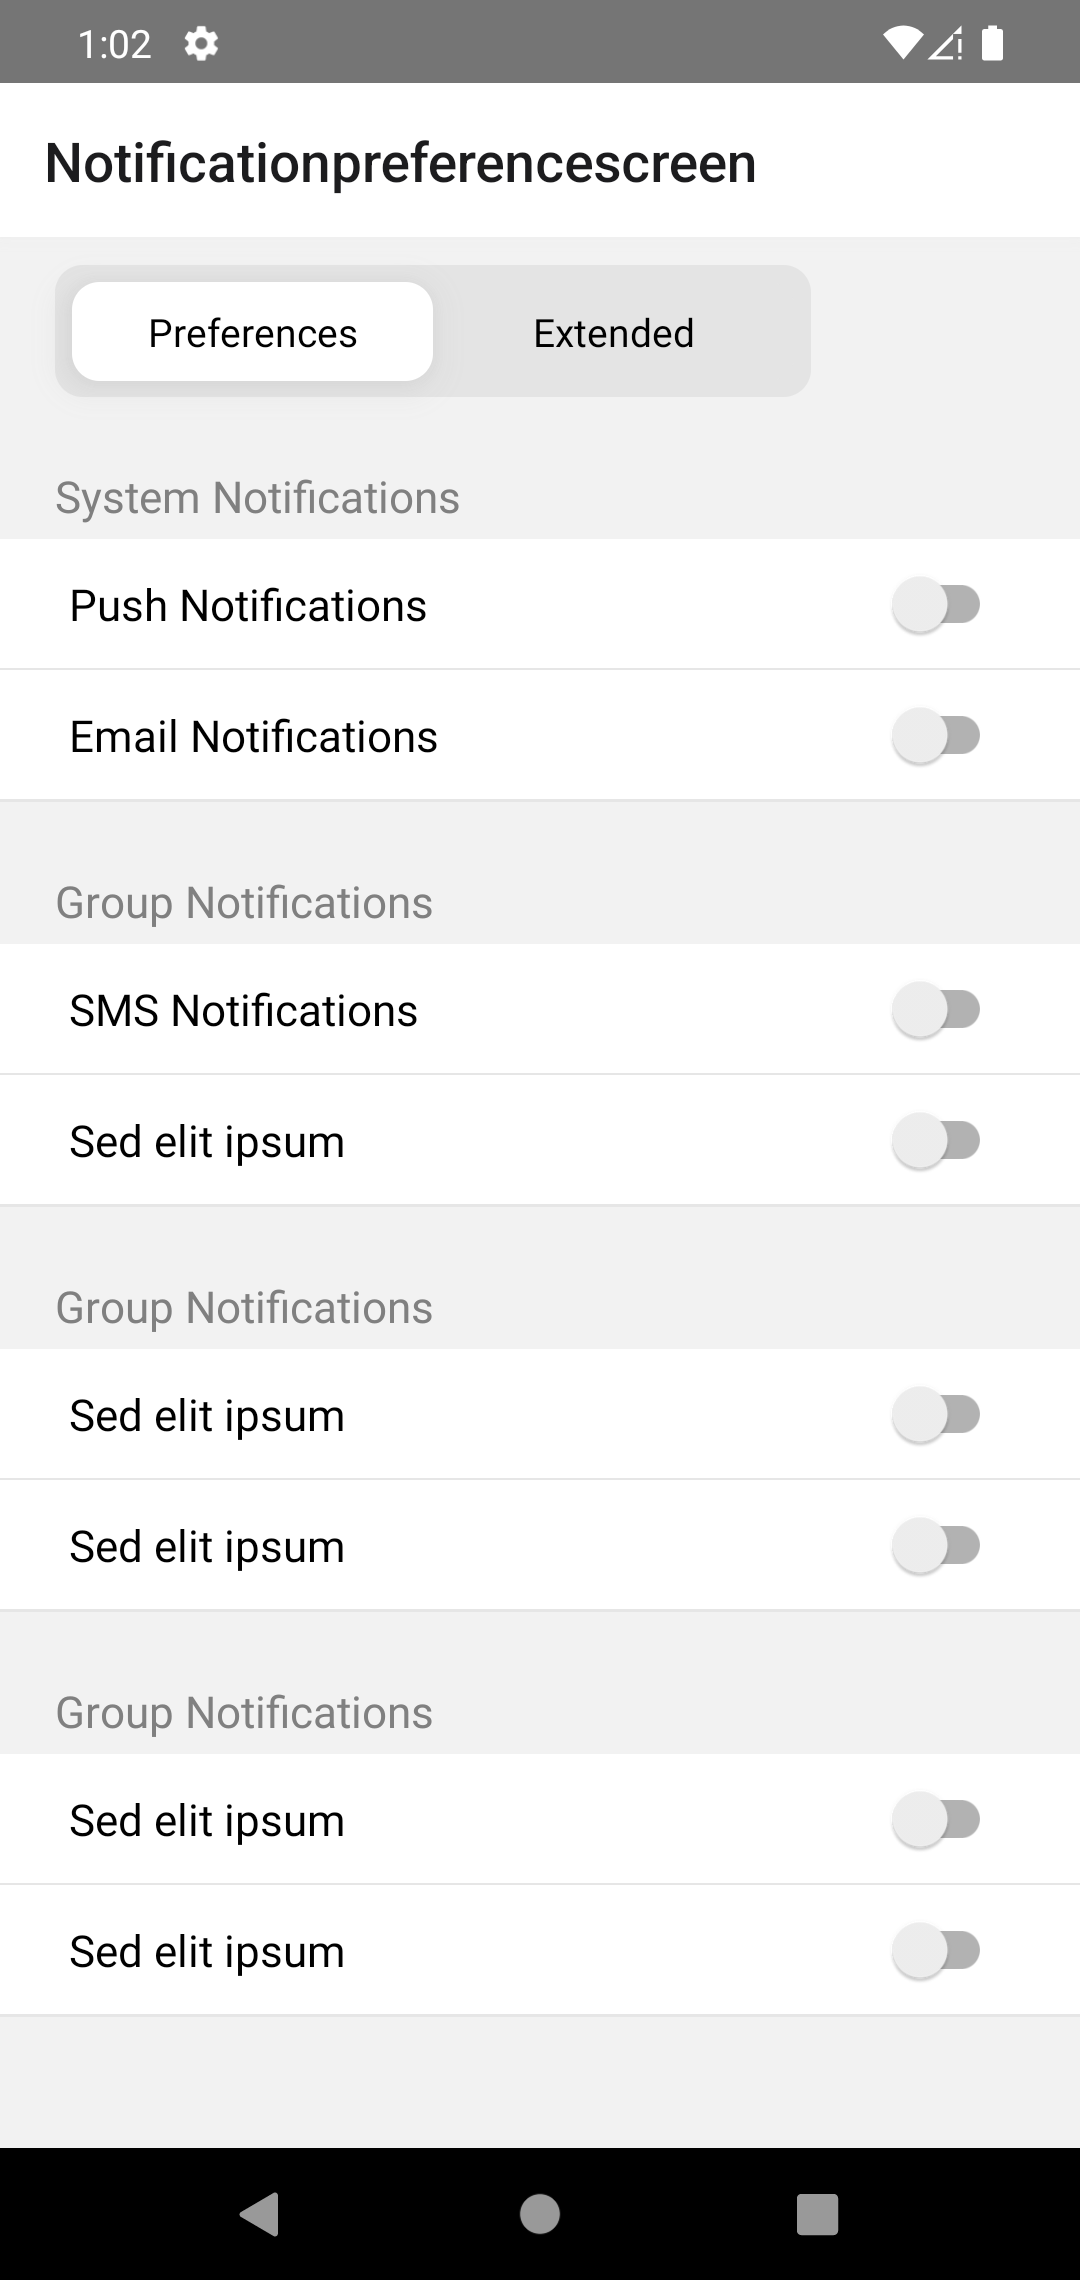 1:02
Notificationpreferencescreen
Preferences Extended
System Notifications
Push Notifications
Email Notifications
Group Notifications
SMS Notifications
Sed elit ipsum
Group Notifications
Sed elit ipsum
Sed elit ipsum
Group Notifications
Sed elit ipsum
Sed elit ipsum